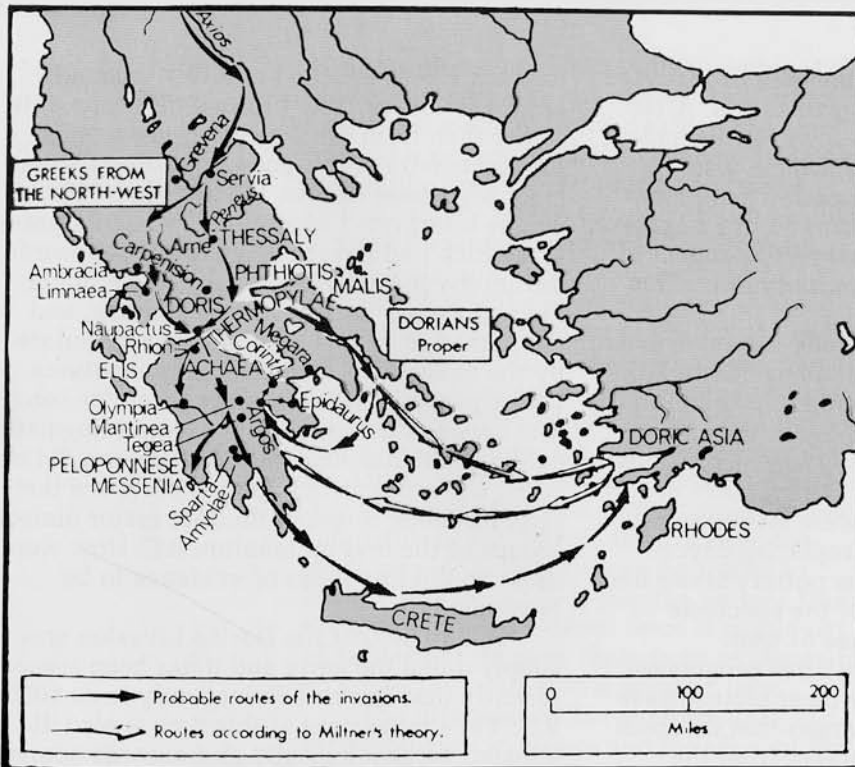 Axios
Grevena
Servia
GREEKS FROM
THE NORTH-WEST
Peneus
Arne
THESSALY
Carpenision
PHTHIOTIS
Ambracia
MALIS
Limnaea
DORIS
THERMOPYLAE
DORIANS
Proper
Naupactus
Rhion
Megara
Corinth
ELIS
ACHAEA
Olympia
Epidaurus
Mantinea
Argos
Tegea
DORIC ASIA
PELOPONNESE
MESSENIA
Sparta
Amyclae
RHODES
CRETE
Probable routes of the invasions.
Routes according to Miltner's theory.
0 100 200
Miles